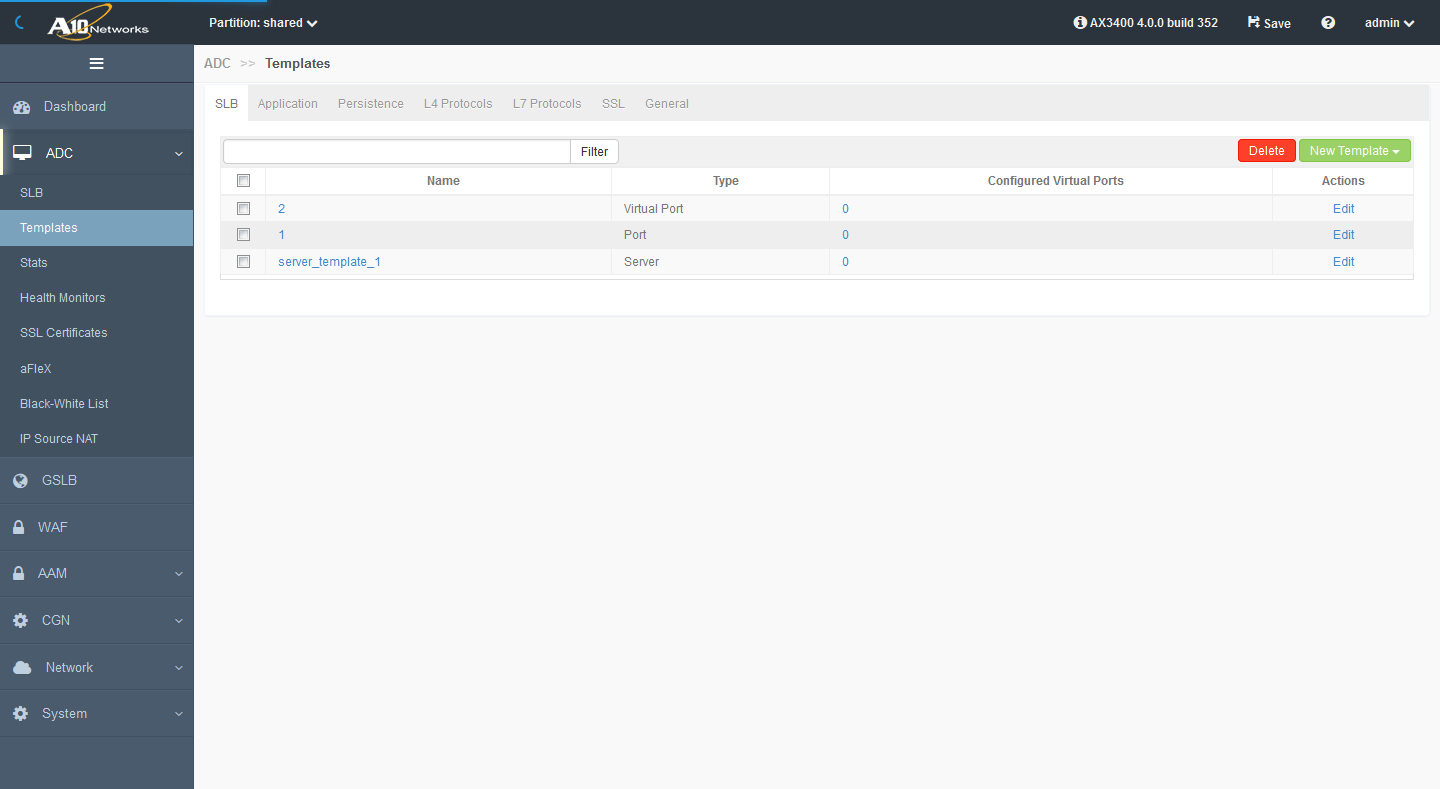 A10 Networks Partition: shared AX3400 4.0.0 build 352 Save admin
ADC >> Templates
Dashboard
ADC
SLB
Templates
Stats
Health Monitors
SSL Certificates
aFleX
Black-White List
IP Source NAT
GSLB
WAF
AAM
CGN
Network
System
SLB Application Persistence L4 Protocols L7 Protocols SSL General
Filter Delete New Template
Name Type Configured Virtual Ports Actions
2 Virtual Port 0 Edit
1 Port 0 Edit
server_template_1 Server 0 Edit